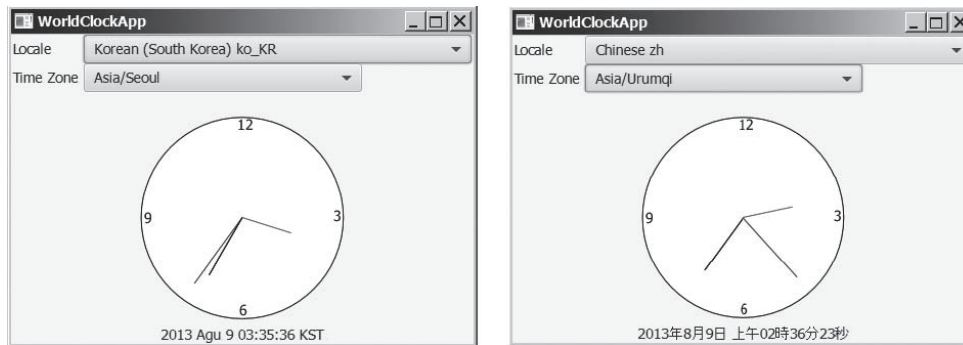 WorldClockApp
Locale Korean (South Korea) ko_KR
Time Zone Asia/Seoul
12
9 3
6
2013 Agu 9 03:35:36 KST
WorldClockApp
Locale Chinese zh
Time Zone Asia/Urumqi
12
9 3
6
2013年8月9日 上午02時36分23秒